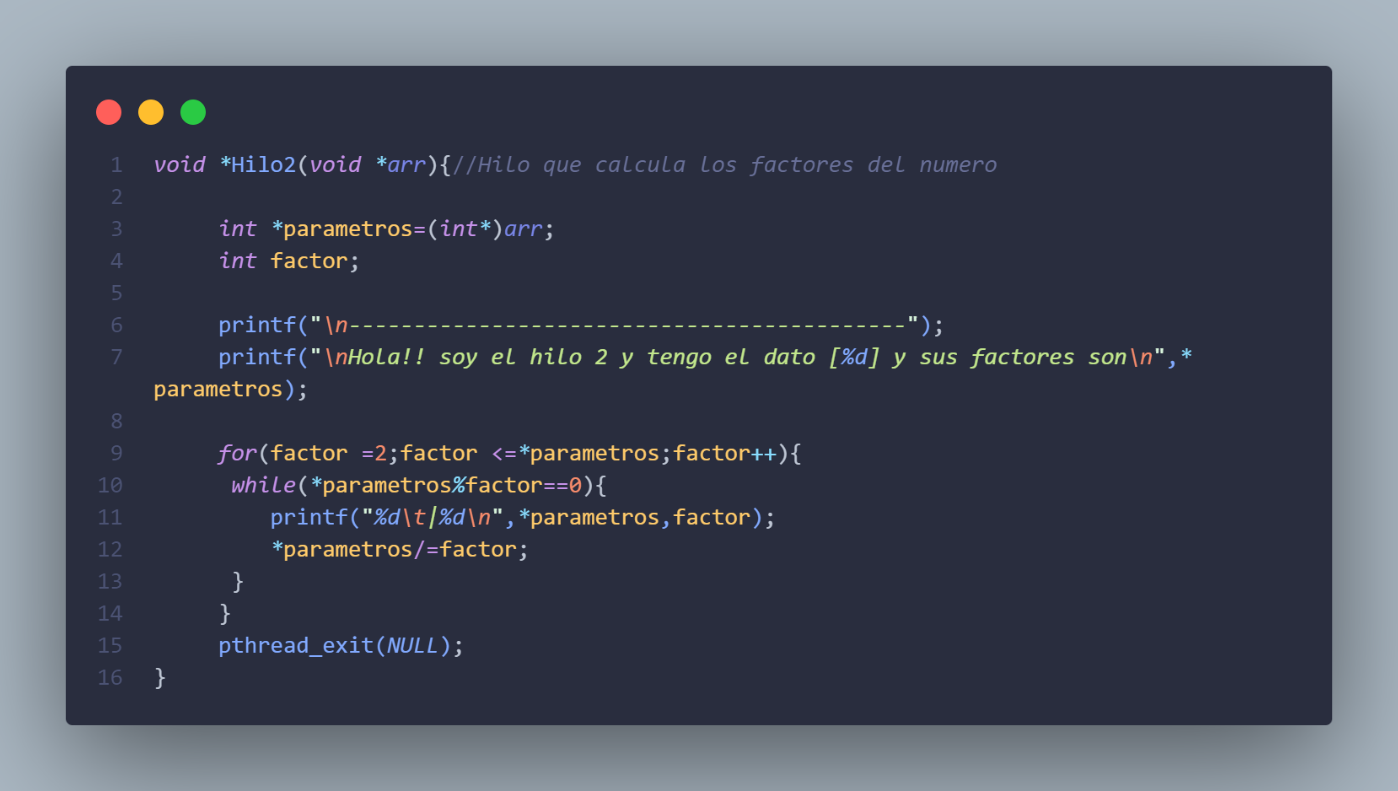 1 void *Hilo2(void *arr){//Hilo que calcula los factores del numero
2
3 int *parametros=(int*)arr;
4 int factor;
5
6 printf("\n-------------------------------------------");
7 printf("\nHola!! soy el hilo 2 y tengo el dato [%d] y sus factores son\n",*
parametros);
8
9 for(factor =2;factor <=*parametros;factor++){
10 while(*parametros%factor==0){
11 printf("%d\t|%d\n",*parametros,factor);
12 *parametros/=factor;
13 }
14 }
15 pthread_exit(NULL);
16 }